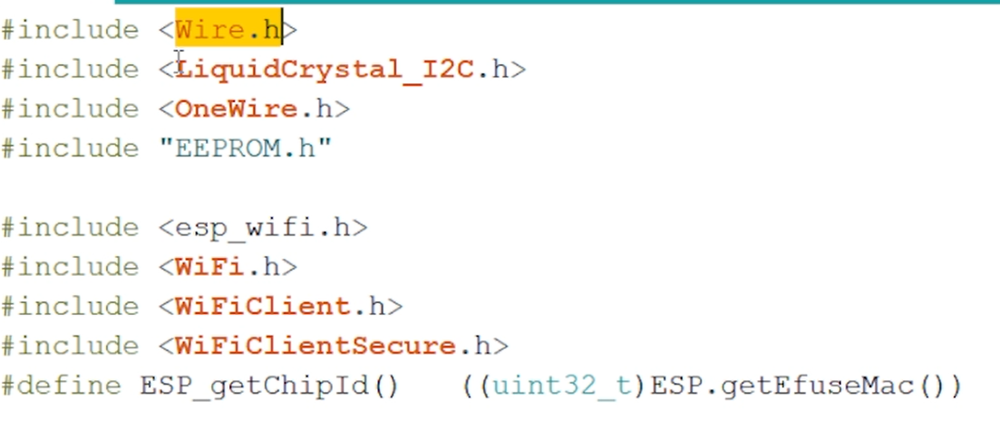 #include <Wire.h>
#include <LiquidCrystal_I2C.h>
#include <OneWire.h>
#include "EEPROM.h"
#include <esp_wifi.h>
#include <WiFi.h>
#include <WiFiClient.h>
#include <WiFiClientSecure.h>
#define ESP_getChipId()   ((uint32_t)ESP.getEfuseMac())